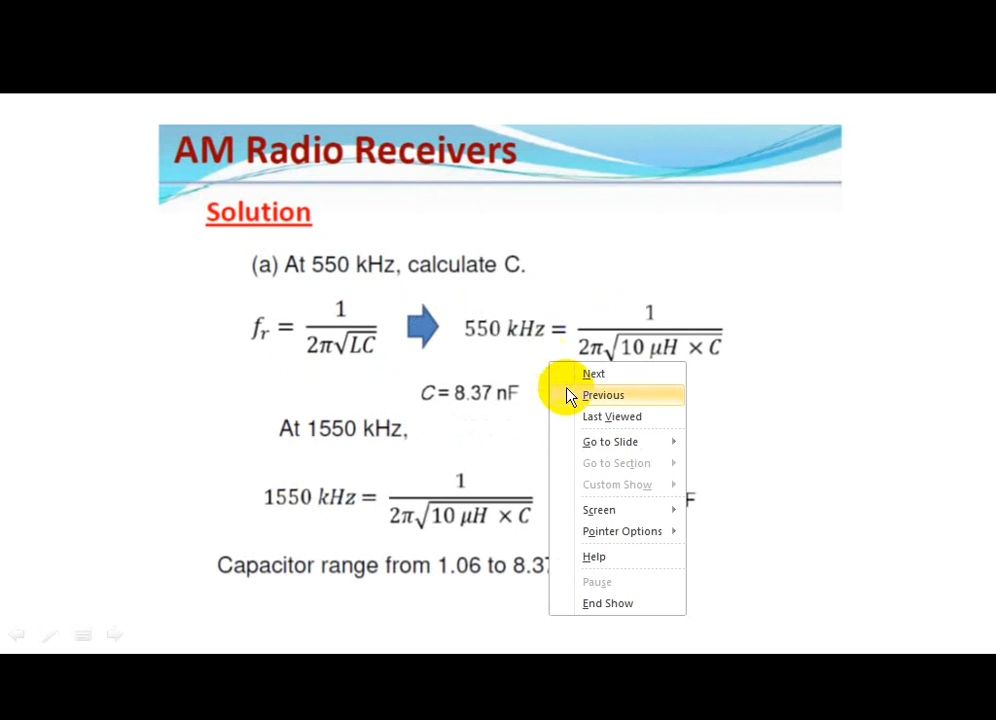 AM Radio Receivers
Solution
(a) At 550 kHz, calculate C.
fr = 1 / 2π√LC
550 kHz = 1 / 2π√10 μH × C
C = 8.37 nF
At 1550 kHz,
1550 kHz = 1 / 2π√10 μH × C
F
Capacitor range from 1.06 to 8.37
Next
Previous
Last Viewed
Go to Slide
Go to Section
Custom Show
Screen
Pointer Options
Help
Pause
End Show